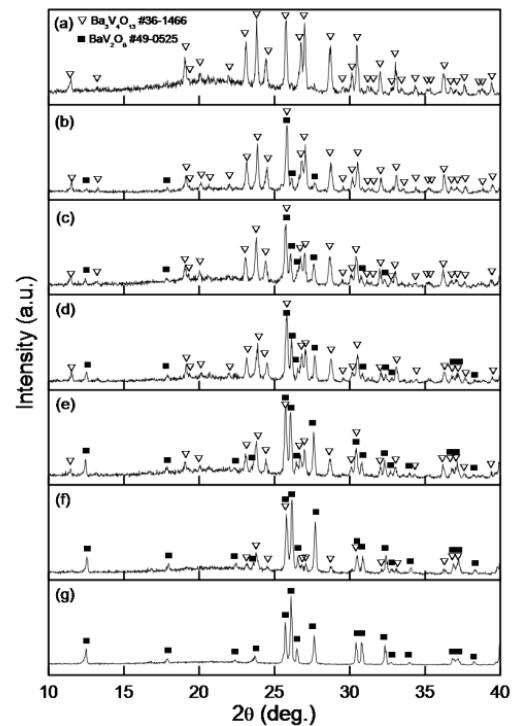 (a)
▽ Ba3V4O13 #36-1466
■ BaV2O6 #49-0525
(b)
(c)
(d)
(e)
(f)
(g)
Intensity (a.u.)
10 15 20 25 30 35 40
2θ (deg.)